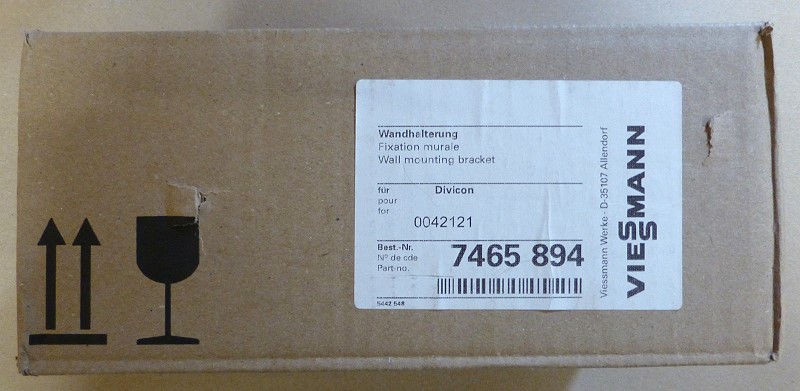 Wandhalterung
Fixation murale
Wall mounting bracket
für Divicon
pour
for
0042121
Best.-Nr.
N° de cde
Part-no.
7465 894
5442 548
Viessmann Werke · D-35107 Allendorf
VIESSMANN